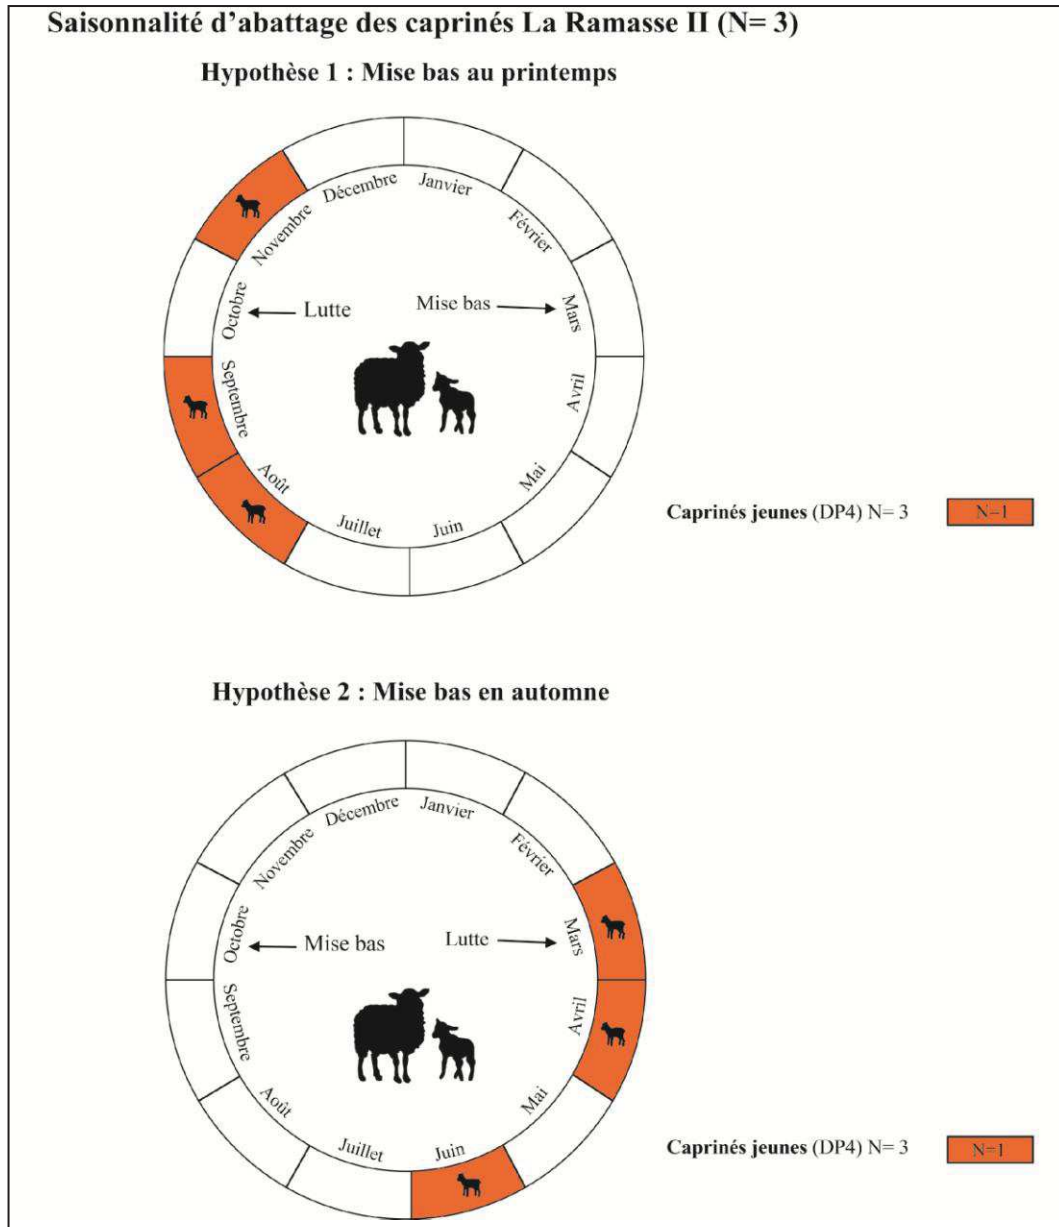 Saisonnalité d'abattage des caprinés La Ramasse II (N= 3)
Hypothèse 1 : Mise bas au printemps
Décembre
Janvier
Novembre
Février
Octobre
Lutte
Mise bas
Mars
Septembre
Avril
Août
Mai
Juillet
Juin
Caprinés jeunes (DP4) N= 3
N=1
Hypothèse 2 : Mise bas en automne
Décembre
Janvier
Novembre
Février
Octobre
Mise bas
Lutte
Mars
Septembre
Avril
Août
Mai
Juillet
Juin
Caprinés jeunes (DP4) N= 3
N=1